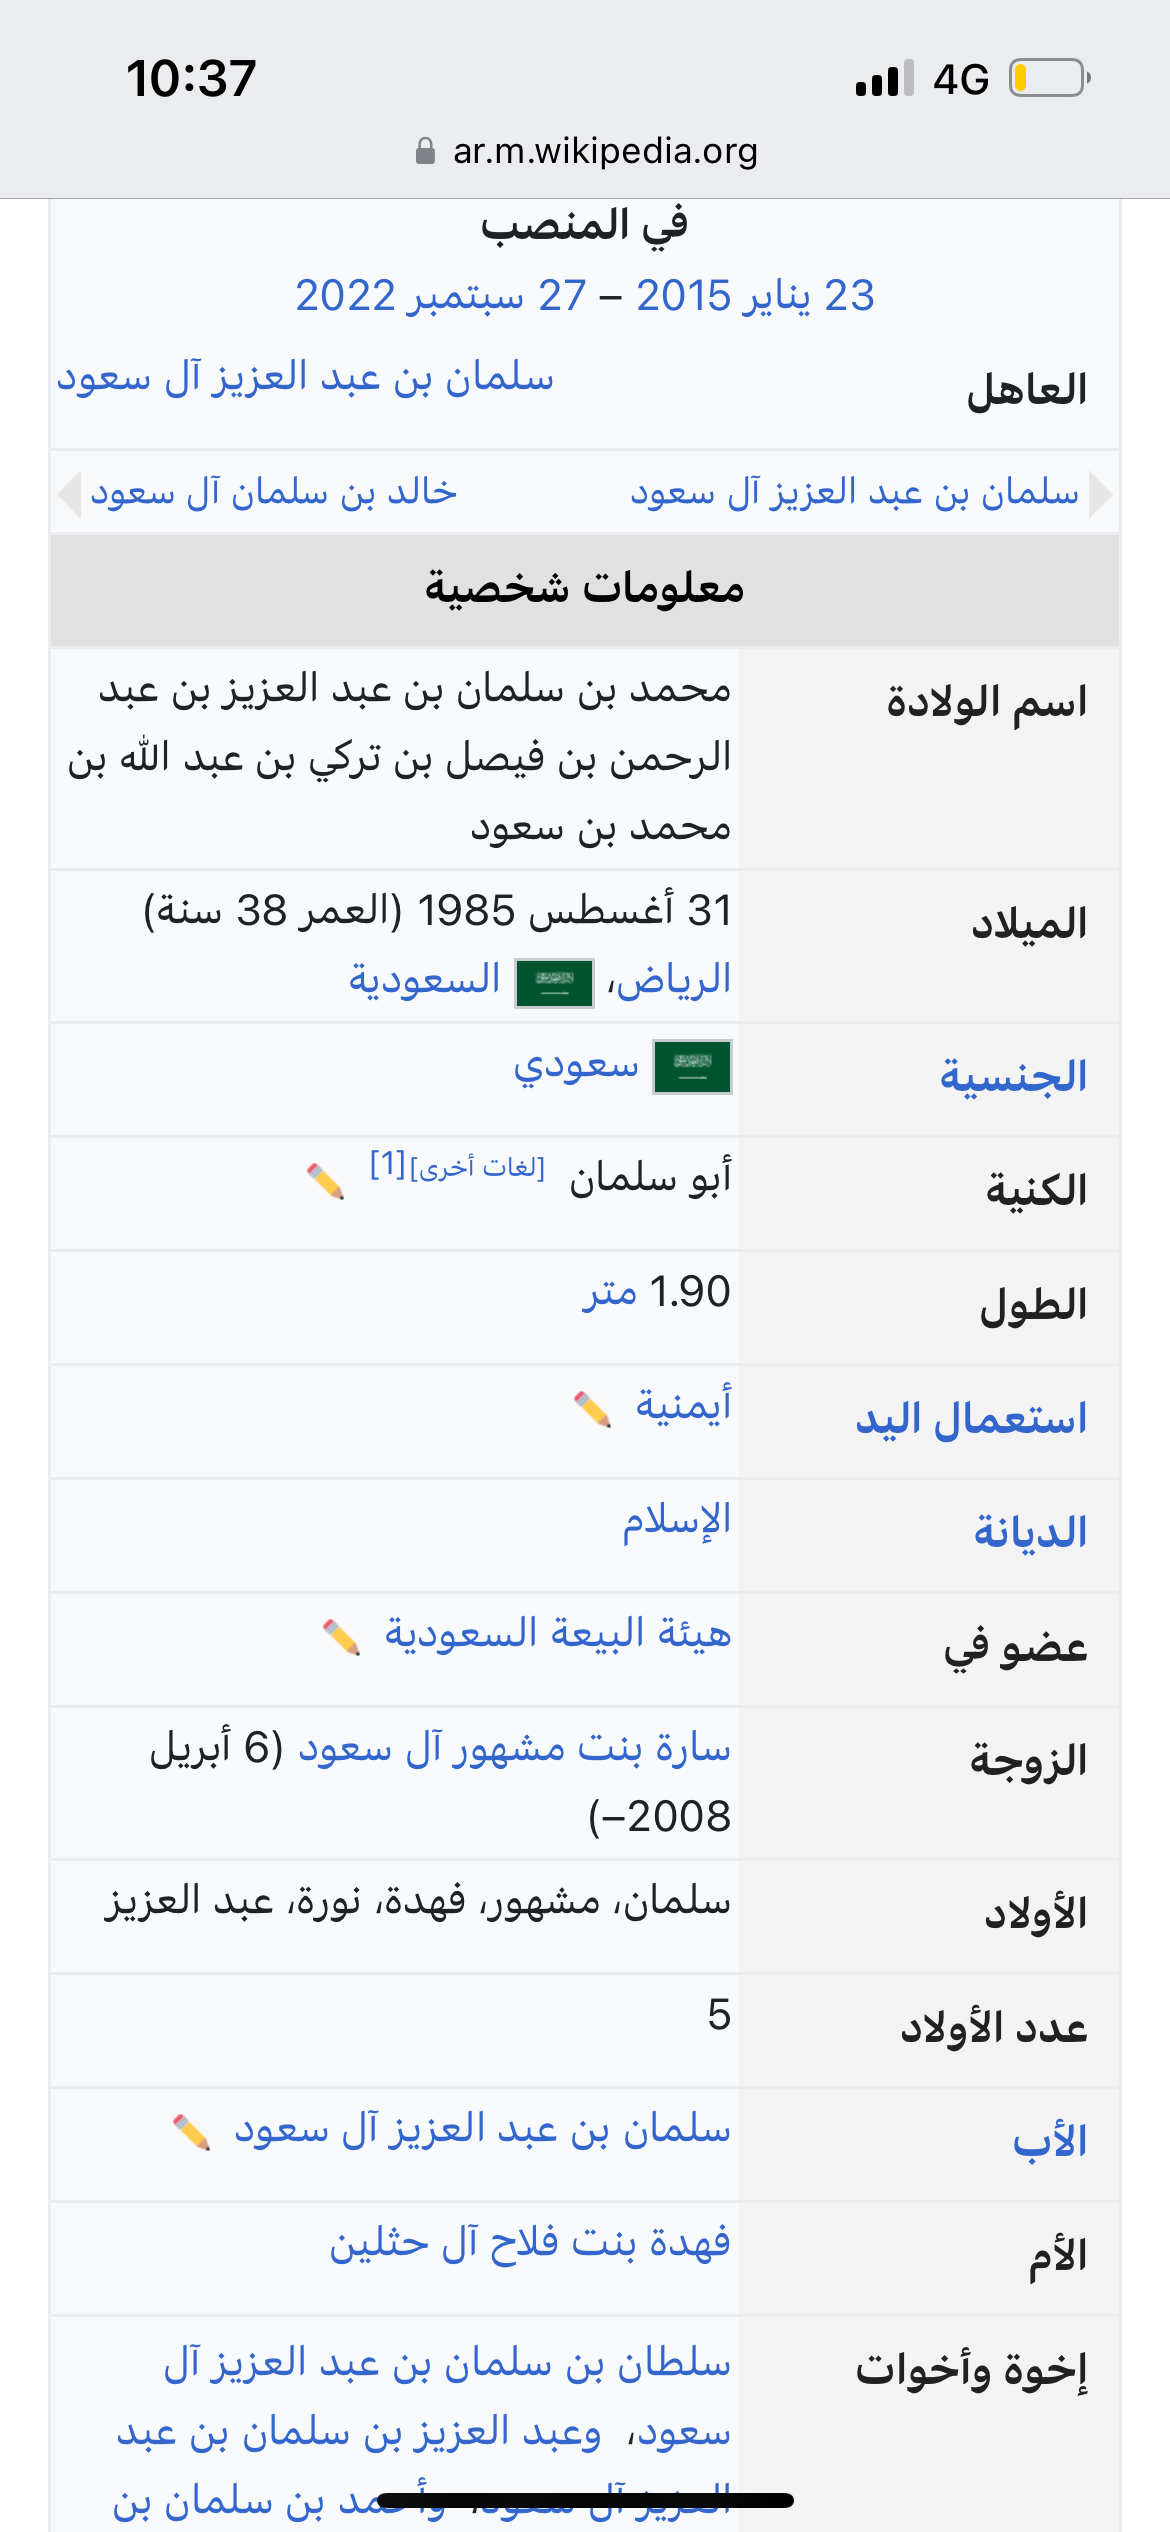 10:37
4G
ar.m.wikipedia.org
في المنصب
23 يناير 2015 – 27 سبتمبر 2022
العاهل سلمان بن عبد العزيز آل سعود
سلمان بن عبد العزيز آل سعود خالد بن سلمان آل سعود
معلومات شخصية
اسم الولادة محمد بن سلمان بن عبد العزيز بن عبد
الرحمن بن فيصل بن تركي بن عبد الله بن
محمد بن سعود
الميلاد 31 أغسطس 1985 (العمر 38 سنة)
الرياض، السعودية
الجنسية سعودي
الكنية أبو سلمان [لغات أخرى][1]
الطول 1.90 متر
استعمال اليد أيمنية
الديانة الإسلام
عضو في هيئة البيعة السعودية
الزوجة سارة بنت مشهور آل سعود (6 أبريل
2008–)
الأولاد سلمان، مشهور، فهدة، نورة، عبد العزيز
عدد الأولاد 5
الأب سلمان بن عبد العزيز آل سعود
الأم فهدة بنت فلاح آل حثلين
إخوة وأخوات سلطان بن سلمان بن عبد العزيز آل
سعود، وعبد العزيز بن سلمان بن عبد
العزيز آل سعود، وأحمد بن سلمان بن